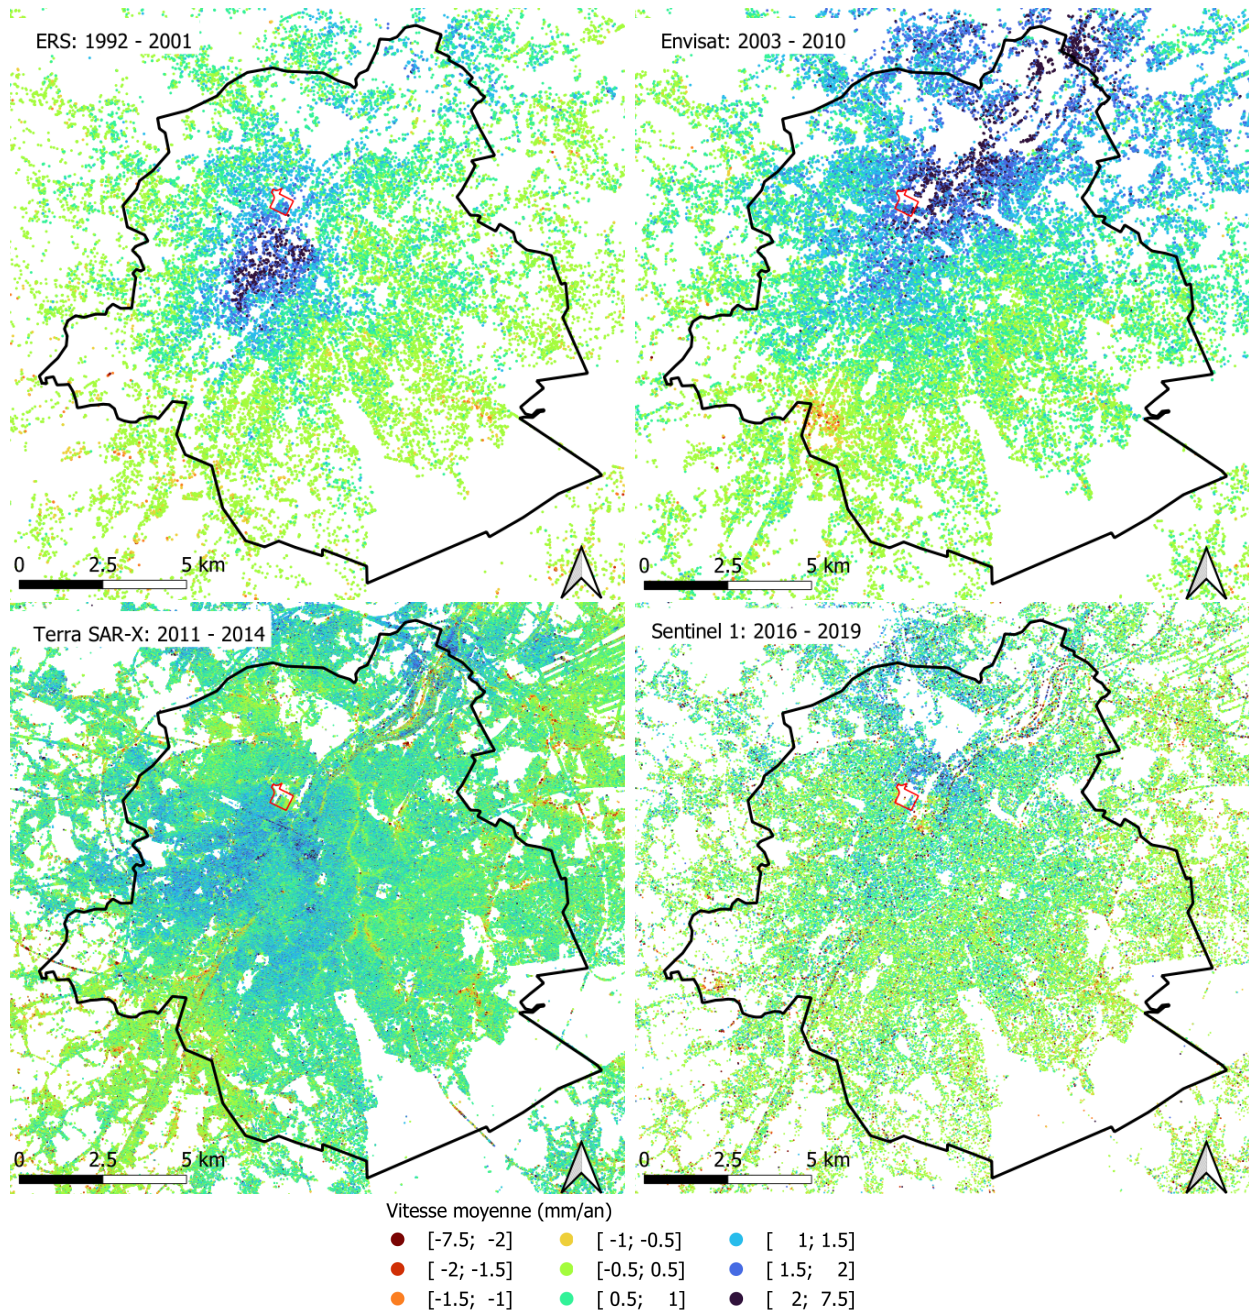 ERS: 1992 - 2001
Envisat: 2003 - 2010
0 2.5 5 km
0 2.5 5 km
Terra SAR-X: 2011 - 2014
Sentinel 1: 2016 - 2019
0 2.5 5 km
0 2.5 5 km
Vitesse moyenne (mm/an)
[-7.5; -2] [ -1; -0.5] [ 1; 1.5]
[ -2; -1.5] [-0.5; 0.5] [ 1.5; 2]
[-1.5; -1] [ 0.5; 1] [ 2; 7.5]